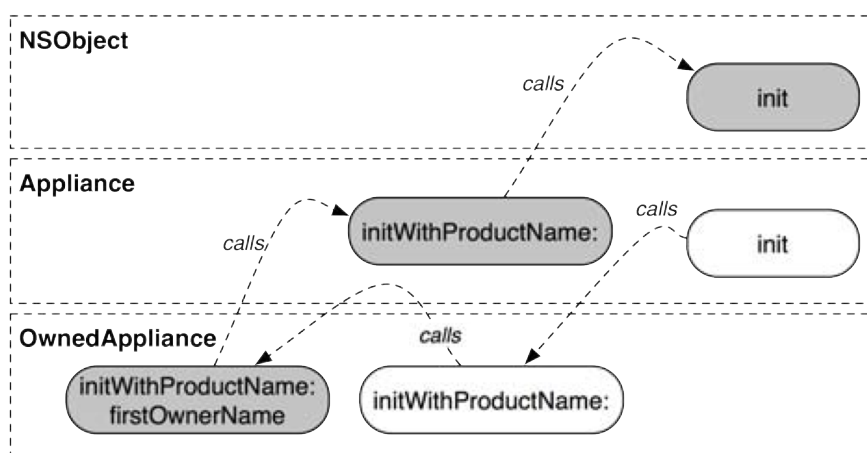 NSObject
calls
init
Appliance
initWithProductName:
calls
init
calls
OwnedAppliance
calls
initWithProductName:
firstOwnerName
initWithProductName: